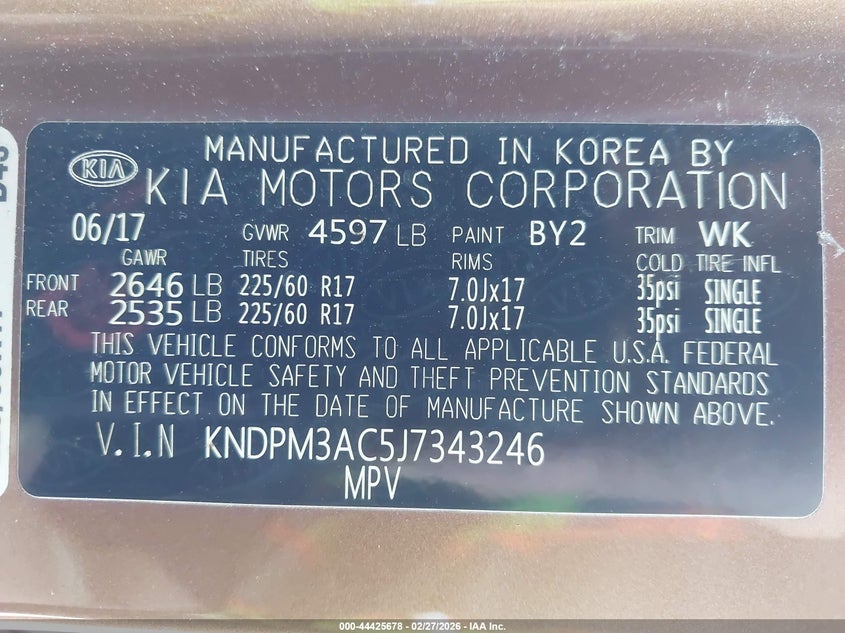 MANUFACTURED IN KOREA BY
KIA KIA MOTORS CORPORATION
06/17 GVWR 4597 LB PAINT BY2 TRIM WK
GAWR TIRES RIMS COLD TIRE INFL
FRONT 2646 LB 225/60 R17 7.0Jx17 35psi SINGLE
REAR 2535 LB 225/60 R17 7.0Jx17 35psi SINGLE
THIS VEHICLE CONFORMS TO ALL APPLICABLE U.S.A. FEDERAL
MOTOR VEHICLE SAFETY AND THEFT PREVENTION STANDARDS
IN EFFECT ON THE DATE OF MANUFACTURE SHOWN ABOVE.
V.I.N KNDPM3AC5J7343246
MPV
000-44425678 - 02/27/2026 - IAA Inc.